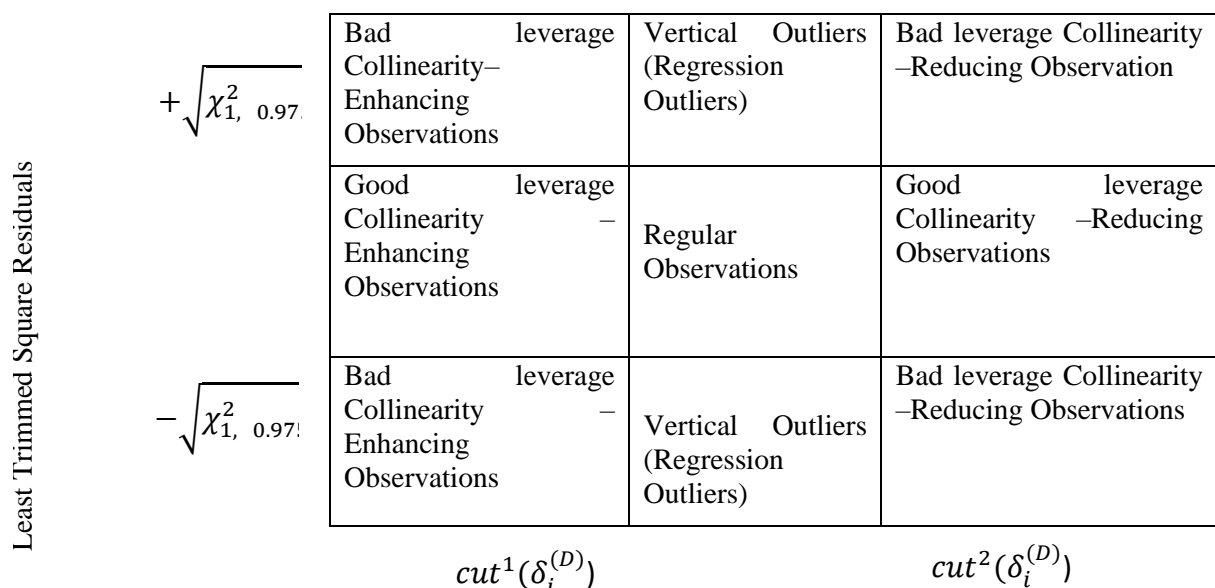 Bad leverage
Collinearity–
Enhancing
Observations
Vertical Outliers
(Regression
Outliers)
Bad leverage Collinearity
–Reducing Observation
+√χ²₁, ₀.₉₇
Good leverage
Collinearity –
Enhancing
Observations
Regular
Observations
Good leverage
Collinearity –Reducing
Observations
Least Trimmed Square Residuals
Bad leverage
Collinearity –
Enhancing
Observations
Vertical Outliers
(Regression
Outliers)
Bad leverage Collinearity
–Reducing Observations
−√χ²₁, ₀.₉₇
cut¹(δᵢ⁽ᴰ⁾)
cut²(δᵢ⁽ᴰ⁾)